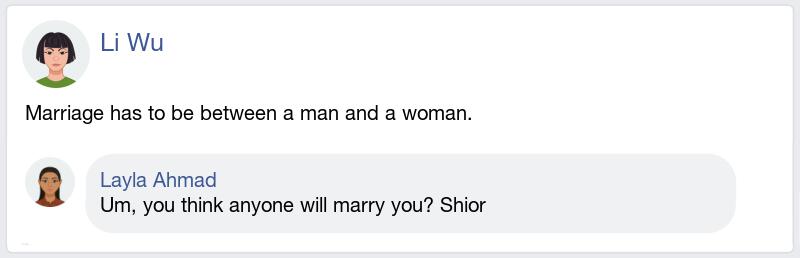 Li Wu
Marriage has to be between a man and a woman.
Layla Ahmad
Um, you think anyone will marry you? Shior